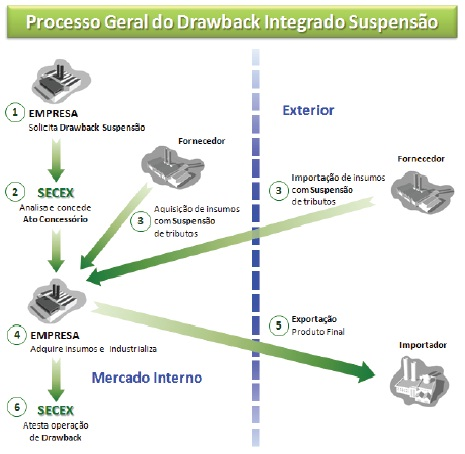 Processo Geral do Drawback Integrado Suspensão
1
EMPRESA
Solicita Drawback Suspensão
Exterior
Fornecedor
Fornecedor
2
SECEX
Analisa e concede
Ato Concessório
3
Aquisição de insumos
com Suspensão
de tributos
3
Importação de insumos
com Suspensão
de tributos
4
EMPRESA
Adquire insumos e industrializa
5
Exportação
Produto Final
Importador
Mercado Interno
6
SECEX
Atesta operação
de Drawback